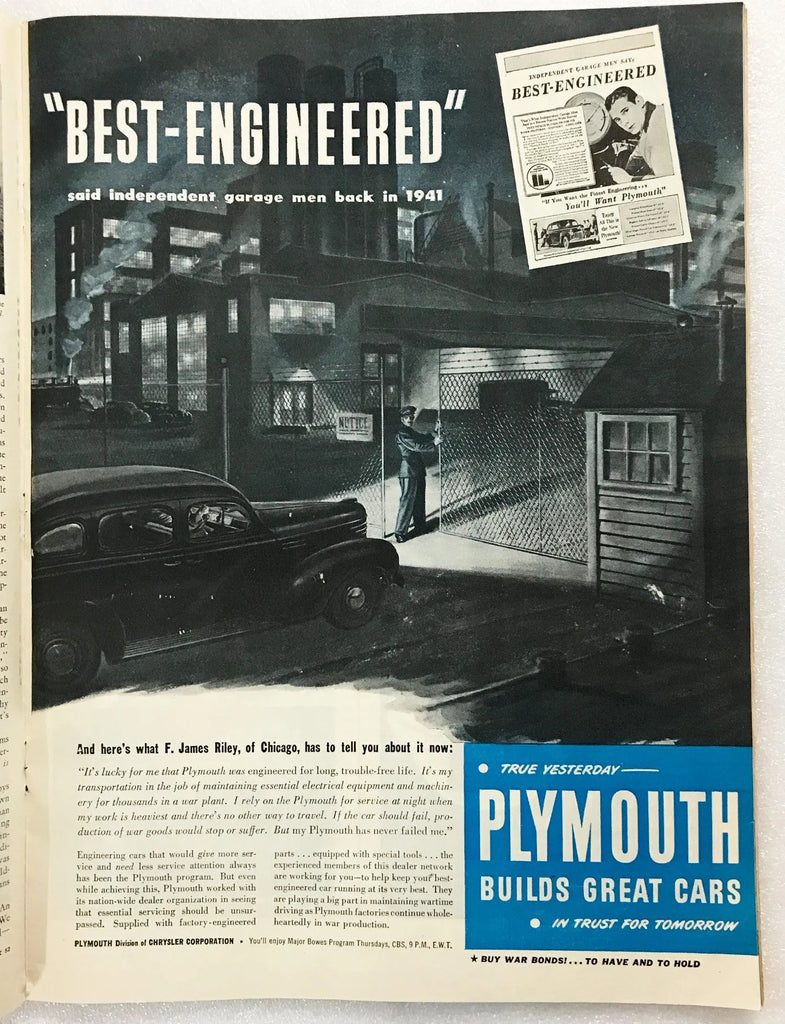 "BEST-ENGINEERED"
said independent garage men back in 1941
INDEPENDENT GARAGE MEN SAY:
BEST-ENGINEERED
"If You Want the Finest Engineering...
You'll Want Plymouth"
Enjoy
All This in
the New
Plymouth!
NOTICE
And here's what F. James Riley, of Chicago, has to tell you about it now:
"It's lucky for me that Plymouth was engineered for long, trouble-free life. It's my
transportation in the job of maintaining essential electrical equipment and machin-
ery for thousands in a war plant. I rely on the Plymouth for service at night when
my work is heaviest and there's no other way to travel. If the car should fail, pro-
duction of war goods would stop or suffer. But my Plymouth has never failed me."
Engineering cars that would give more ser-
vice and need less service attention always
has been the Plymouth program. But even
while achieving this, Plymouth worked with
its nation-wide dealer organization in seeing
that essential servicing should be unsur-
passed. Supplied with factory-engineered
parts . . . equipped with special tools . . . the
experienced members of this dealer network
are working for you—to help keep your best-
engineered car running at its very best. They
are playing a big part in maintaining wartime
driving as Plymouth factories continue whole-
heartedly in war production.
PLYMOUTH Division of CHRYSLER CORPORATION • You'll enjoy Major Bowes Program Thursdays, CBS, 9 P.M., E.W.T.
• TRUE YESTERDAY—
PLYMOUTH
BUILDS GREAT CARS
• IN TRUST FOR TOMORROW
★ BUY WAR BONDS!...TO HAVE AND TO HOLD